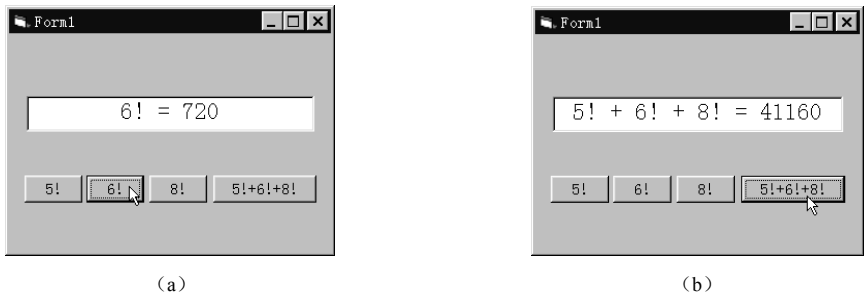 Form1
6! = 720
5! 6! 8! 5!+6!+8!
(a)
Form1
5! + 6! + 8! = 41160
5! 6! 8! 5!+6!+8!
(b)